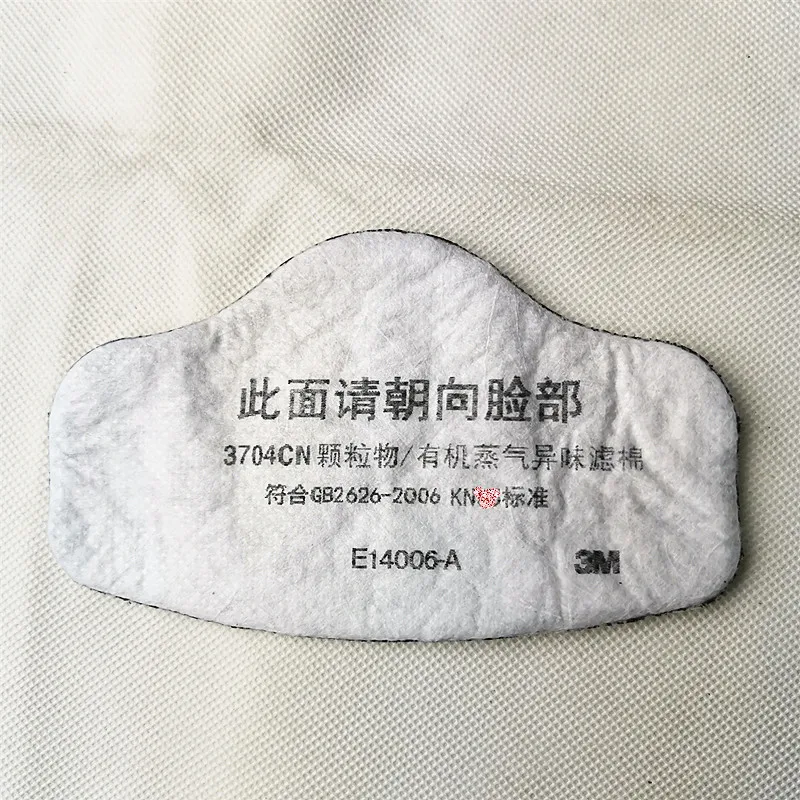 此面请朝向脸部
3704CN 颗粒物/有机蒸气异味滤棉
符合GB2626-2006 标准
E14006-A
3M